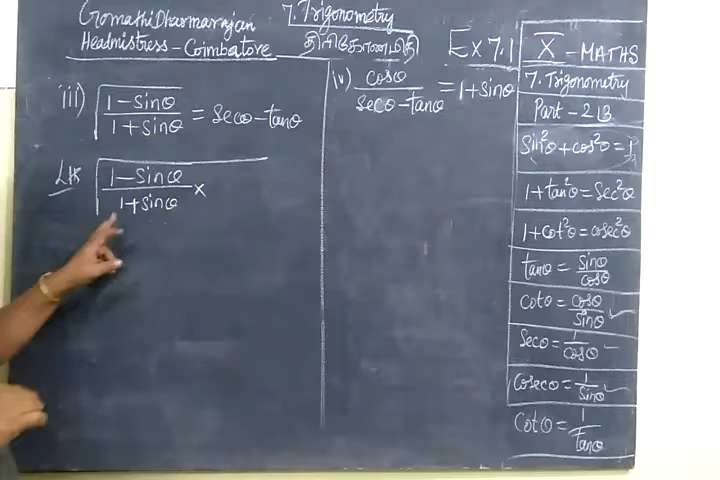 GomathiDharmarajan
Headmistress - Coimbatore
7. Trigonometry
திரிகோணமிதி
Ex 7.1
iii) √((1-sinθ)/(1+sinθ)) = Secθ-tanθ
LHS √((1-sinθ)/(1+sinθ) ×
iv) cosθ/(secθ-tanθ) = 1+sinθ
X - MATHS
7. Trigonometry
Part - 2B
Sin²θ+cos²θ=1
1+tan²θ=Sec²θ
1+cot²θ=cosec²θ
tanθ = sinθ/cosθ
cotθ = cosθ/sinθ ✓
Secθ = 1/cosθ
Cosecθ = 1/sinθ ✓
Cotθ = 1/Tanθ